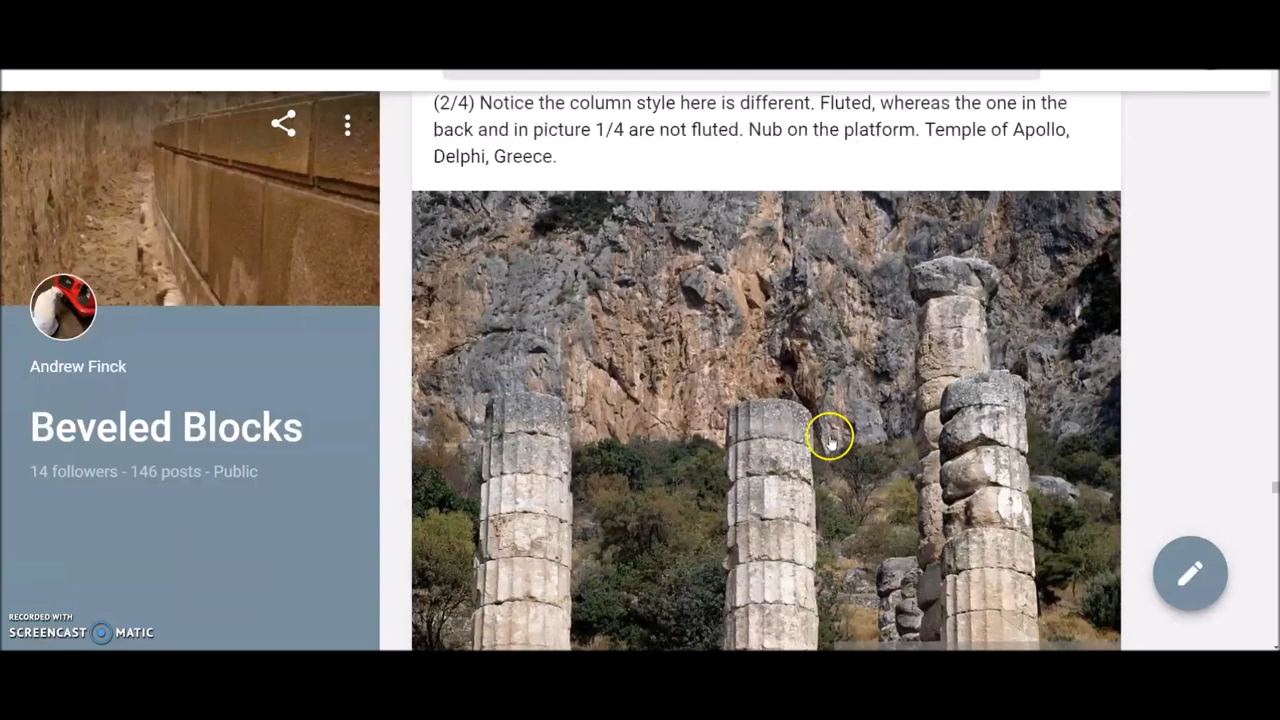 (2/4) Notice the column style here is different. Fluted, whereas the one in the
back and in picture 1/4 are not fluted. Nub on the platform. Temple of Apollo,
Delphi, Greece.
Andrew Finck
Beveled Blocks
14 followers - 146 posts - Public
RECORDED WITH
SCREENCAST MATIC